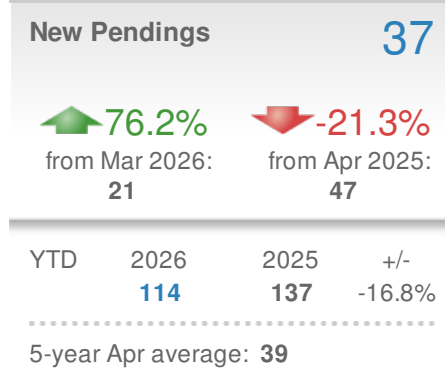 New Pendings 37
76.2% -21.3%
from Mar 2026: from Apr 2025:
21 47
YTD 2026 2025 +/-
114 137 -16.8%
5-year Apr average: 39